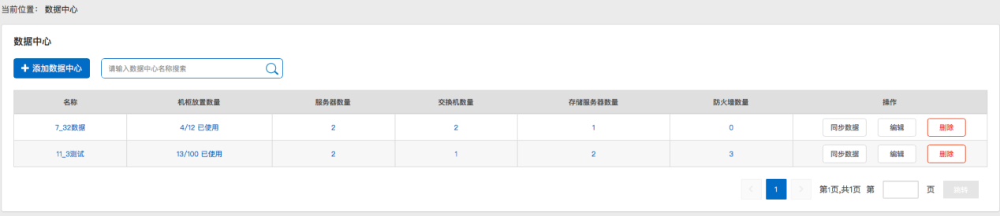 当前位置： 数据中心
数据中心
添加数据中心 请输入数据中心名称搜索
名称 机柜放置数量 服务器数量 交换机数量 存储服务器数量 防火墙数量 操作
7_32数据 4/12 已使用 2 2 1 0 同步数据 编辑 删除
11_3测试 13/100 已使用 2 1 2 3 同步数据 编辑 删除
< 1 > 第1页,共1页 第 页 跳转